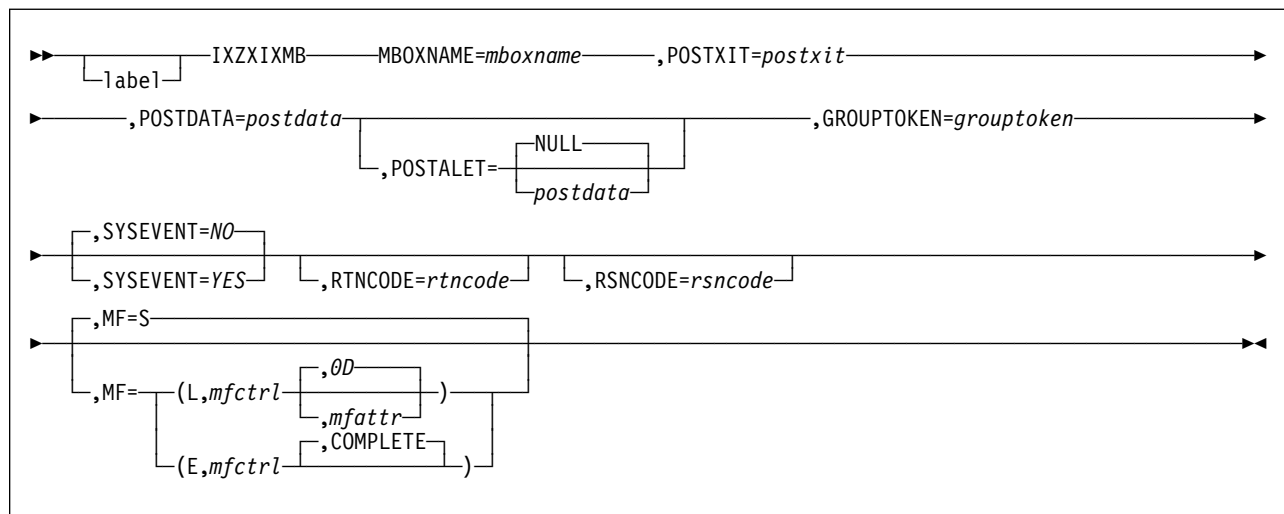 IXZXIXMB MBOXNAME=mboxname ,POSTXIT=postxit
label
,POSTDATA=postdata ,GROUPTOKEN=grouptoken
NULL
,POSTALET=
postdata
,SYSEVENT=NO
,SYSEVENT=YES ,RTNCODE=rtncode ,RSNCODE=rsncode
,MF=S
,0D
,MF= (L,mfctrl )
,mfattr
,COMPLETE
(E,mfctrl )